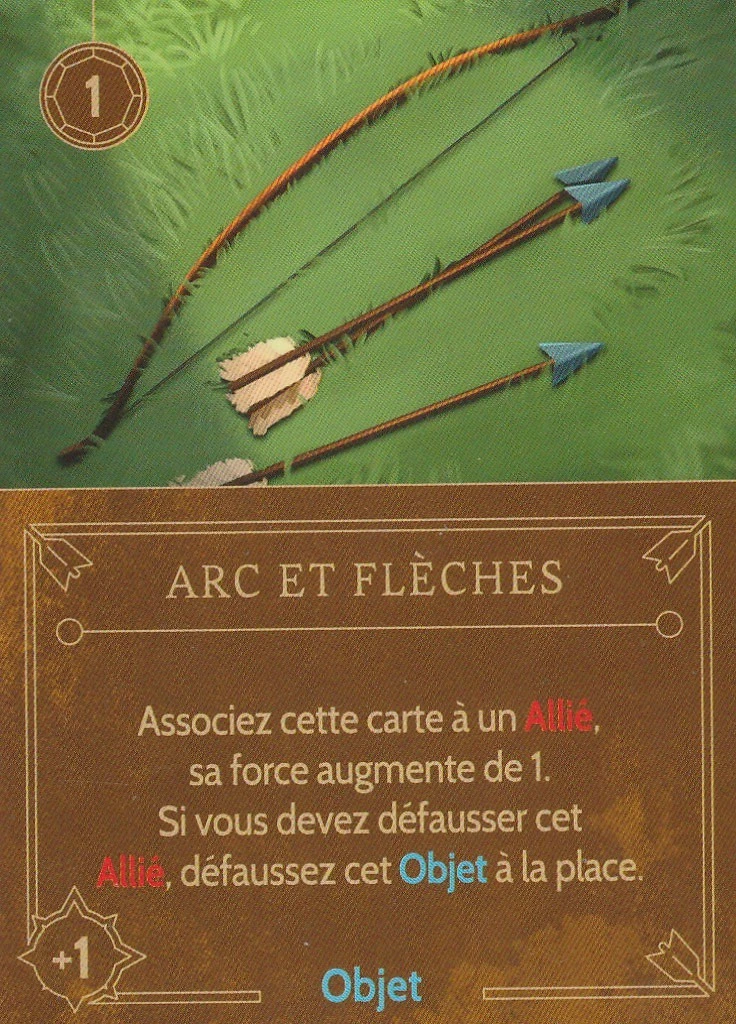 1
ARC ET FLÈCHES
Associez cette carte à un Allié,
sa force augmente de 1.
Si vous devez défausser cet
Allié, défaussez cet Objet à la place.
+1
Objet